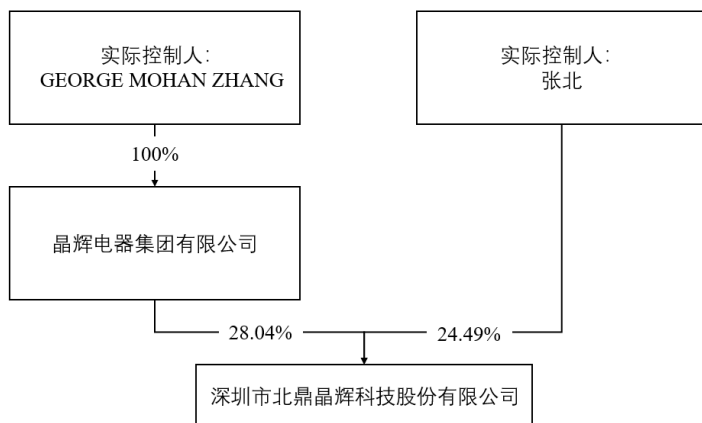 实际控制人：
GEORGE MOHAN ZHANG
实际控制人：
张北
100%
晶辉电器集团有限公司
28.04%
24.49%
深圳市北鼎晶辉科技股份有限公司